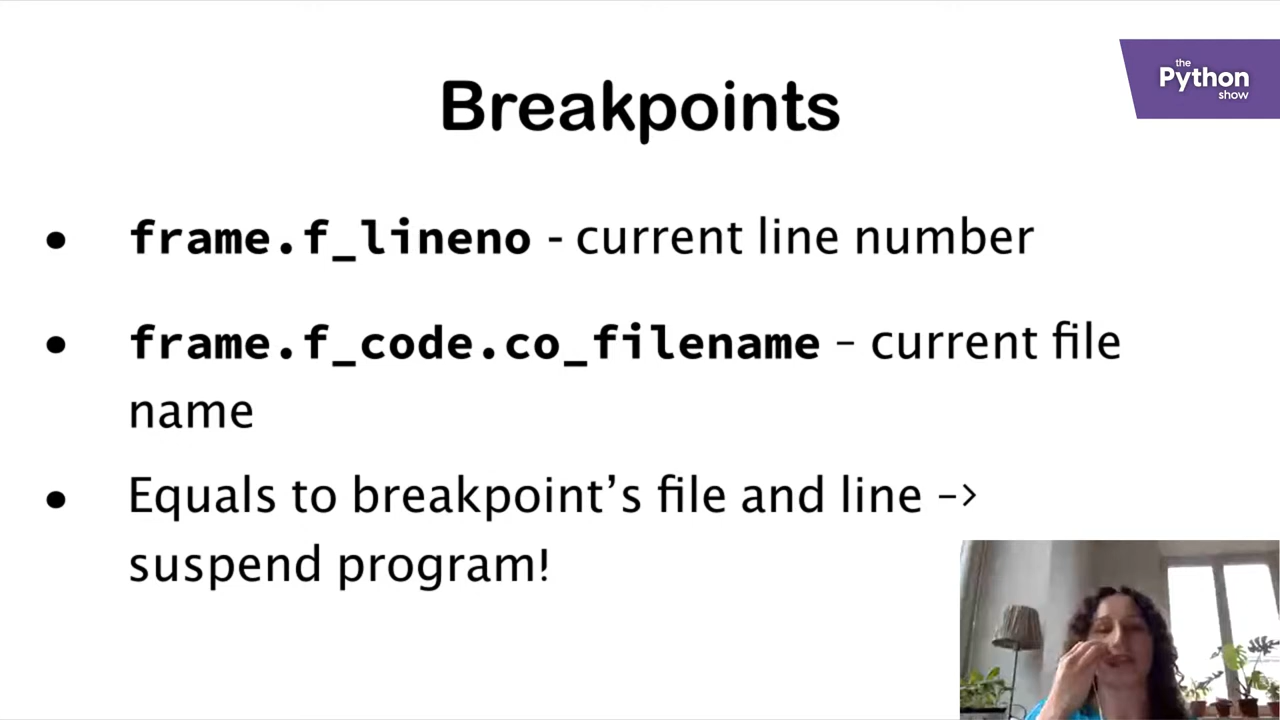 the
Python
show
Breakpoints
• frame.f_lineno - current line number
• frame.f_code.co_filename – current file
name
• Equals to breakpoint’s file and line –>
suspend program!